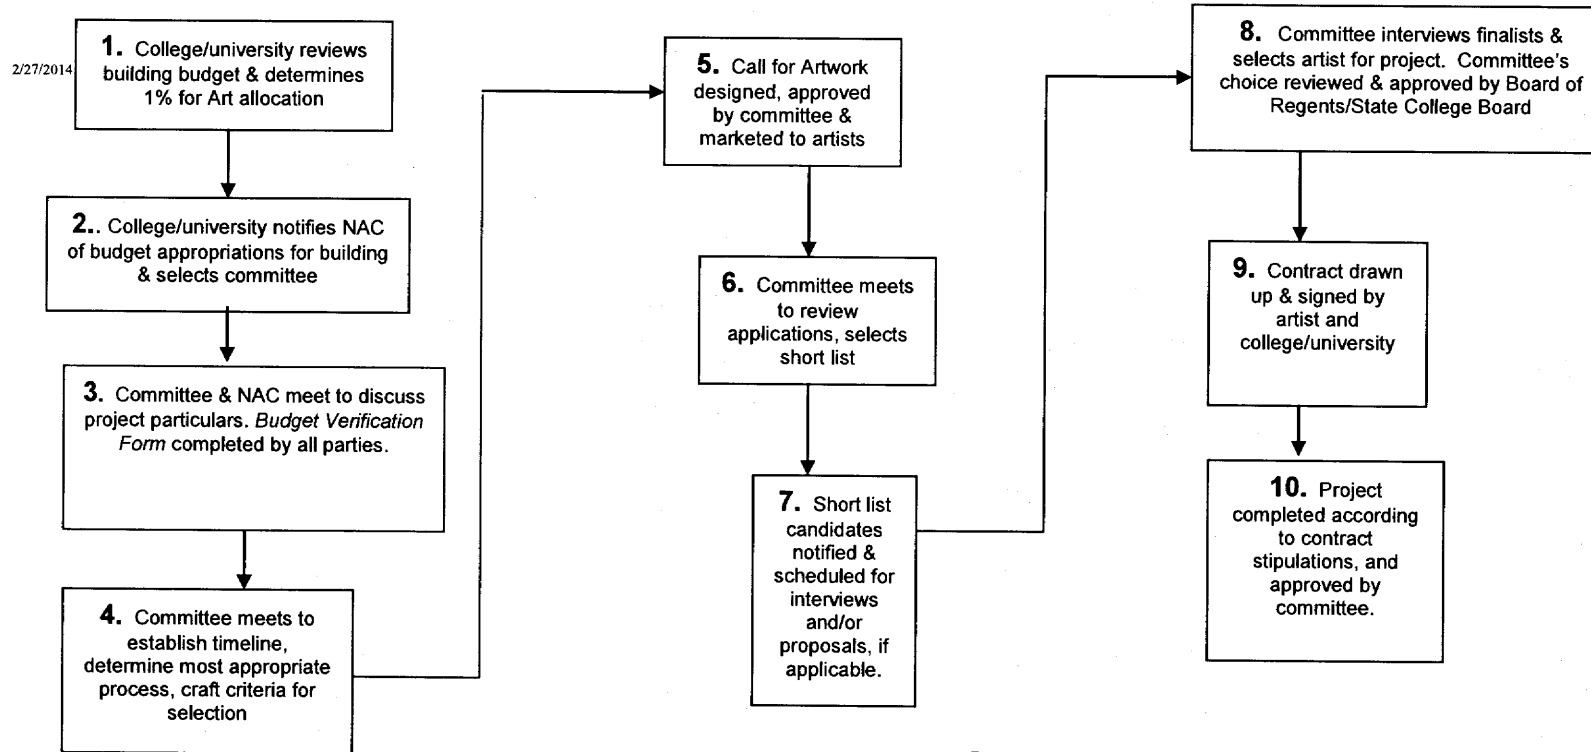 2/27/2014
1. College/university reviews
building budget & determines
1% for Art allocation
2.. College/university notifies NAC
of budget appropriations for building
& selects committee
3. Committee & NAC meet to discuss
project particulars. Budget Verification
Form completed by all parties.
4. Committee meets to
establish timeline,
determine most appropriate
process, craft criteria for
selection
5. Call for Artwork
designed, approved
by committee &
marketed to artists
6. Committee meets
to review
applications, selects
short list
7. Short list
candidates
notified &
scheduled for
interviews
and/or
proposals, if
applicable.
8. Committee interviews finalists &
selects artist for project. Committee's
choice reviewed & approved by Board of
Regents/State College Board
9. Contract drawn
up & signed by
artist and
college/university
10. Project
completed according
to contract
stipulations, and
approved by
committee.